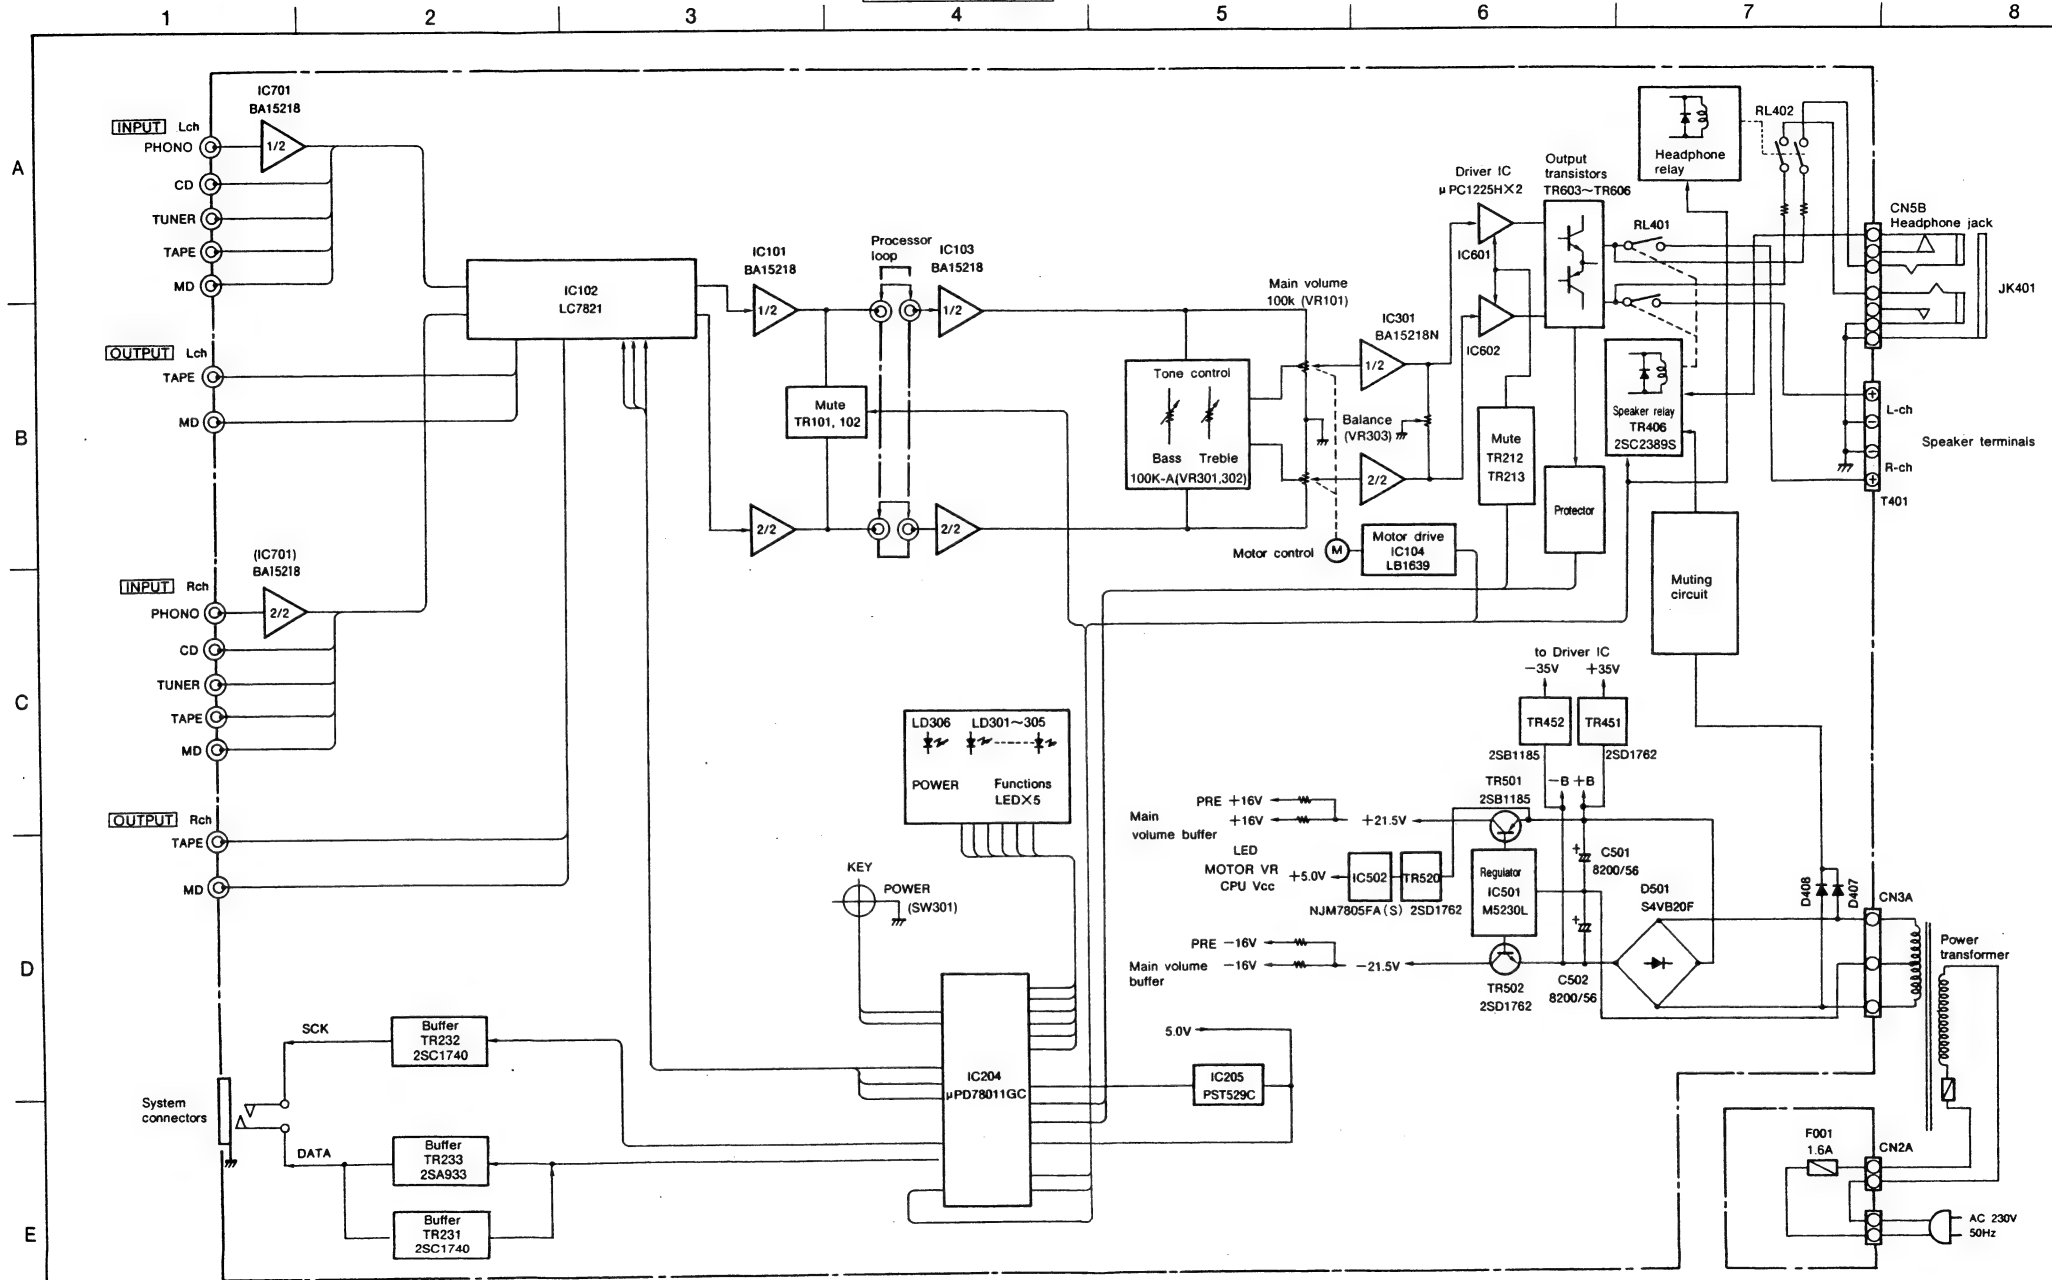 1 2 3 4 5 6 7 8
A
B
C
D
E
IC701
BA15218
INPUT Lch
PHONO
1/2
CD
TUNER
TAPE
MD
OUTPUT Lch
TAPE
MD
IC102
LC7821
IC101
BA15218
1/2
Processor
loop
IC103
BA15218
1/2
Mute
TR101, 102
2/2
2/2
Main volume
100k (VR101)
Tone control
Bass Treble
100K-A(VR301,302)
IC301
BA15218N
1/2
Balance
(VR303)
2/2
Motor control
M
Motor drive
IC104
LB1639
Driver IC
μPC1225H×2
IC601
IC602
Output
transistors
TR603~TR606
Mute
TR212
TR213
Protector
RL401
Headphone
relay
RL402
Speaker relay
TR406
2SC2389S
CN5B
Headphone jack
JK401
L-ch
Speaker terminals
R-ch
T401
Muting
circuit
(IC701)
BA15218
INPUT Rch
PHONO
2/2
CD
TUNER
TAPE
MD
OUTPUT Rch
TAPE
MD
LD306 LD301~305
POWER Functions
LED×5
KEY
POWER
(SW301)
to Driver IC
−35V +35V
TR452 TR451
2SB1185 2SD1762
TR501 −B +B
2SB1185
PRE +16V
Main
volume buffer
+16V
+21.5V
LED
MOTOR VR
CPU Vcc
+5.0V
IC502
TR520
NJM7805FA(S) 2SD1762
Regulator
IC501
M5230L
+
C501
8200/56
D501
S4VB20F
D408
D407
CN3A
Power
transformer
PRE −16V
Main volume
buffer
−16V
−21.5V
TR502
2SD1762
+
C502
8200/56
5.0V
IC205
PST529C
IC204
μPD78011GC
SCK
Buffer
TR232
2SC1740
System
connectors
DATA
Buffer
TR233
2SA933
Buffer
TR231
2SC1740
F001
1.6A
CN2A
AC 230V
50Hz